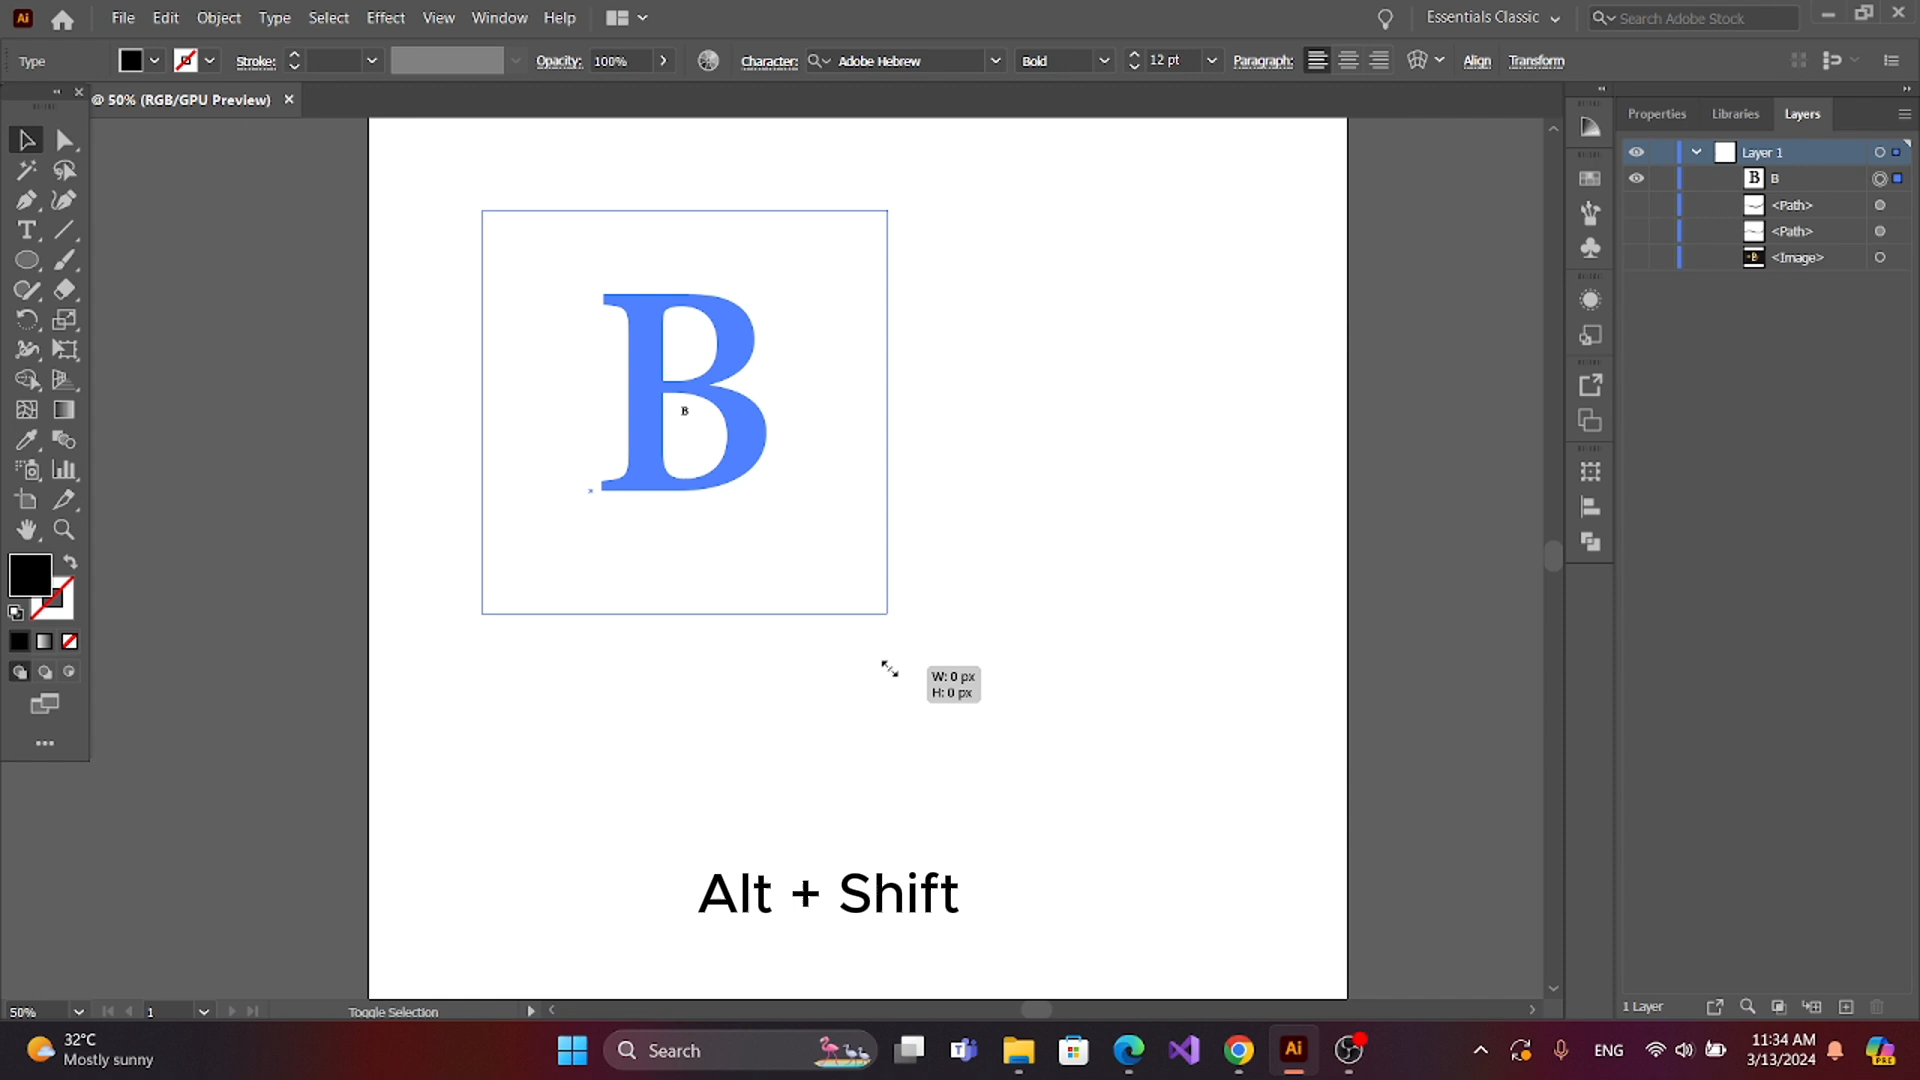 Ai File Edit Object Type Select Effect View Window Help Essentials Classic Search Adobe Stock
Type Stroke: Opacity: 100% Character: Adobe Hebrew Bold 12 pt Paragraph: Align Transform
@ 50% (RGB/GPU Preview)
Properties Libraries Layers
Layer 1
B B
<Path>
<Path>
B <Image>
B
B
W: 0 px
H: 0 px
Alt + Shift
50% 1 Toggle Selection
1 Layer
32°C
Mostly sunny
Search
Ai
ENG
11:34 AM
3/13/2024
PRE